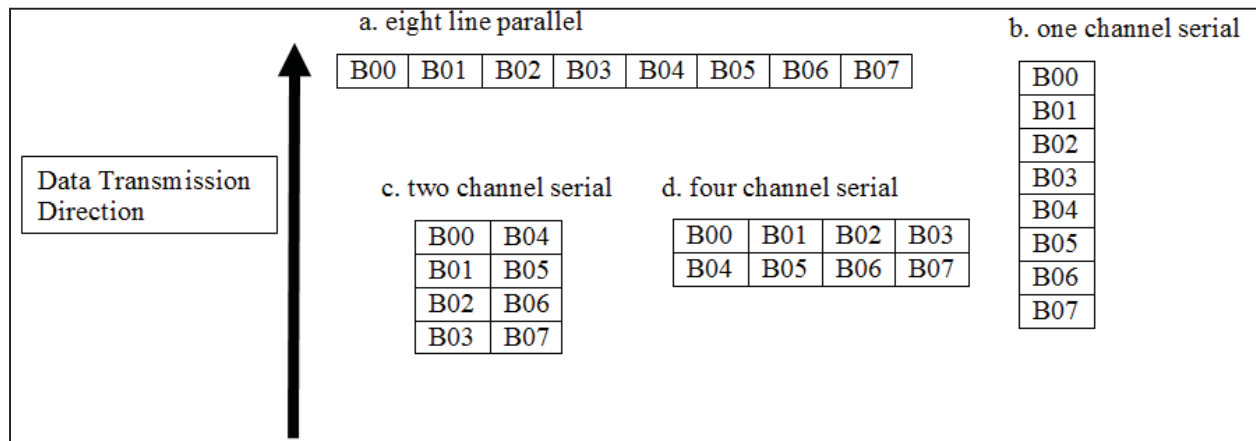 a. eight line parallel
B00 B01 B02 B03 B04 B05 B06 B07
b. one channel serial
B00
B01
B02
B03
B04
B05
B06
B07
Data Transmission
Direction
c. two channel serial
B00 B04
B01 B05
B02 B06
B03 B07
d. four channel serial
B00 B01 B02 B03
B04 B05 B06 B07